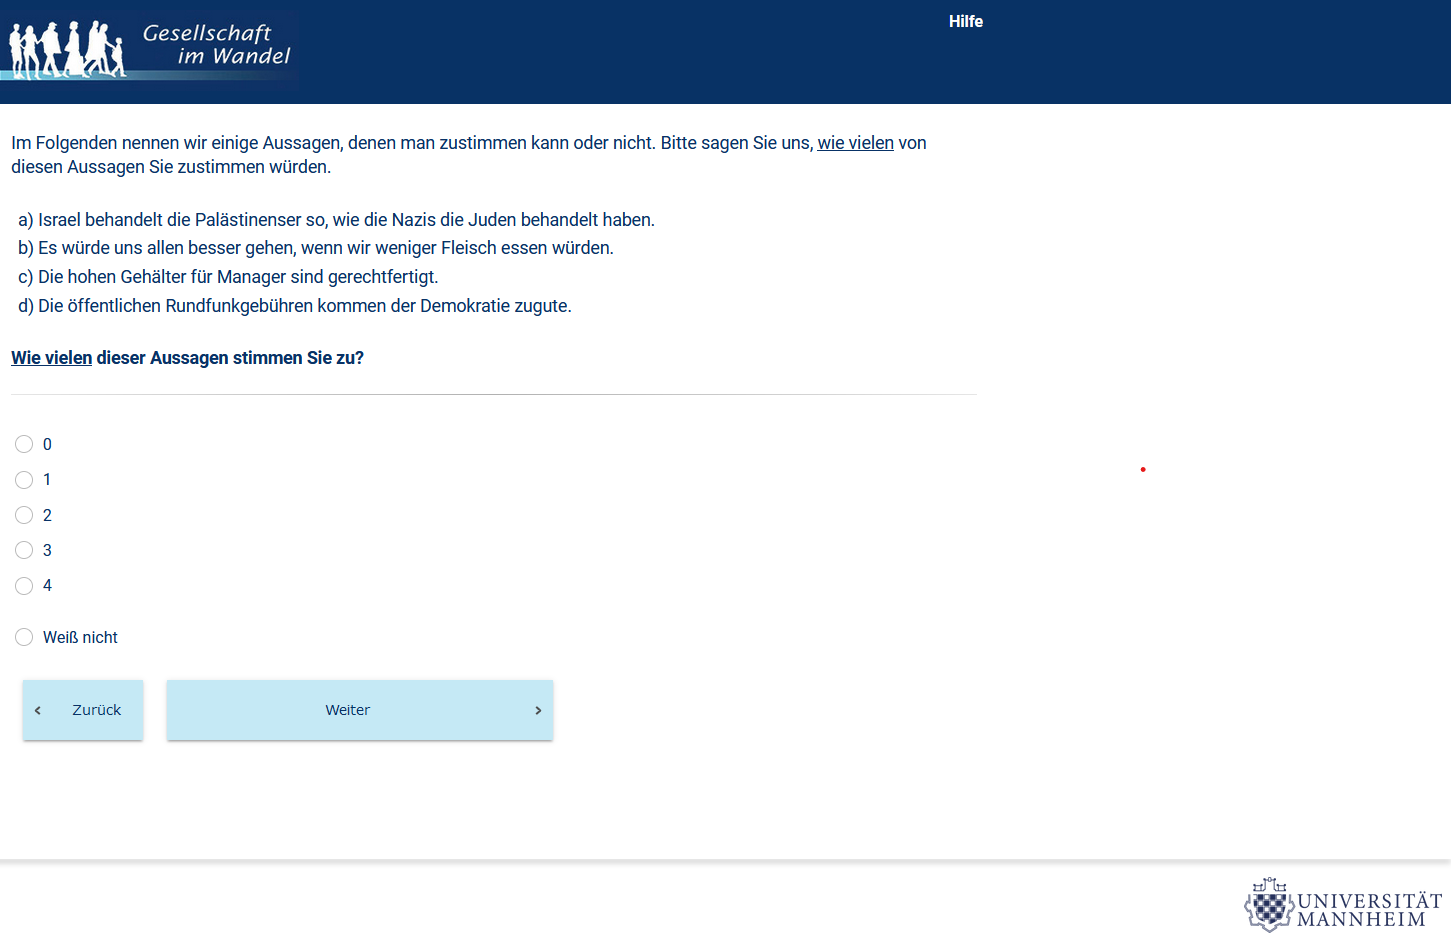 Gesellschaft
im Wandel
Hilfe
Im Folgenden nennen wir einige Aussagen, denen man zustimmen kann oder nicht. Bitte sagen Sie uns, wie vielen von
diesen Aussagen Sie zustimmen würden.
a) Israel behandelt die Palästinenser so, wie die Nazis die Juden behandelt haben.
b) Es würde uns allen besser gehen, wenn wir weniger Fleisch essen würden.
c) Die hohen Gehälter für Manager sind gerechtfertigt.
d) Die öffentlichen Rundfunkgebühren kommen der Demokratie zugute.
Wie vielen dieser Aussagen stimmen Sie zu?
0
1
2
3
4
Weiß nicht
Zurück
Weiter
UNIVERSITÄT
MANNHEIM